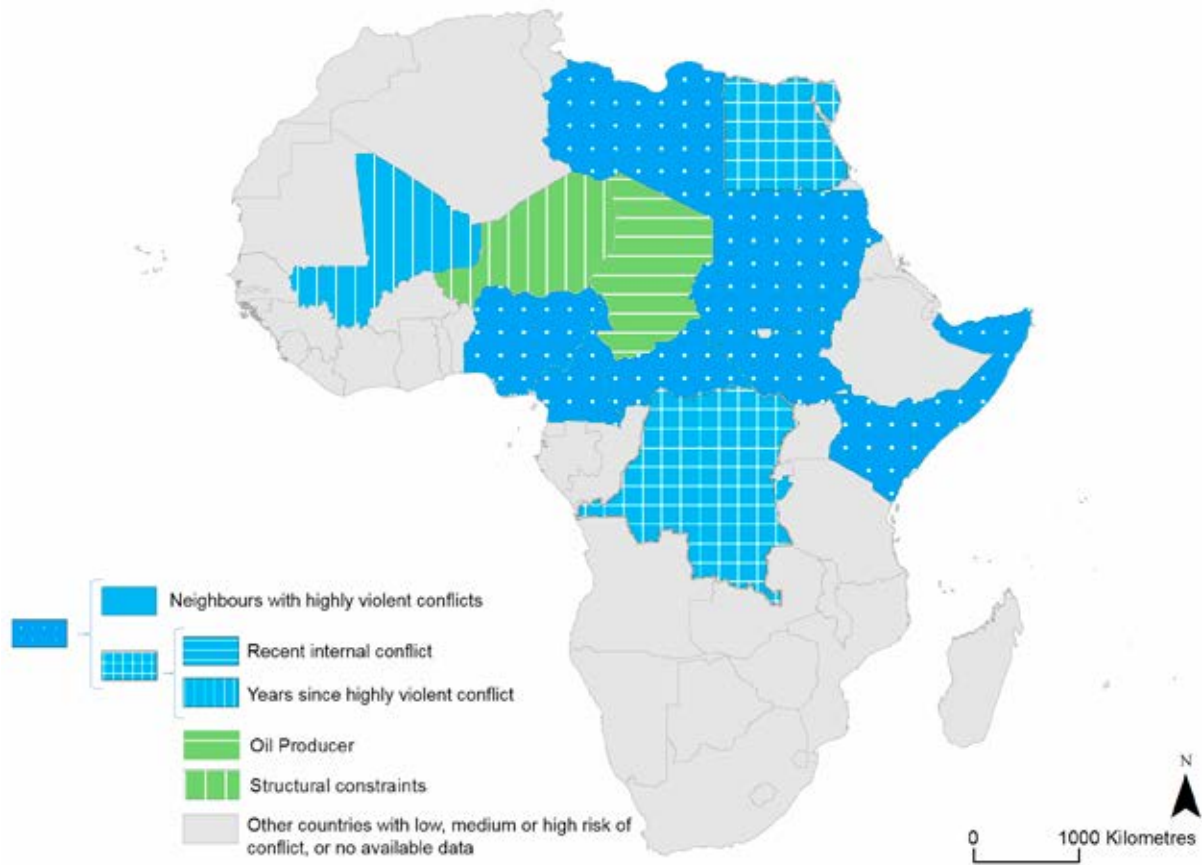 Neighbours with highly violent conflicts
Recent internal conflict
Years since highly violent conflict
Oil Producer
Structural constraints
Other countries with low, medium or high risk of
conflict, or no available data
N
0 1000 Kilometres